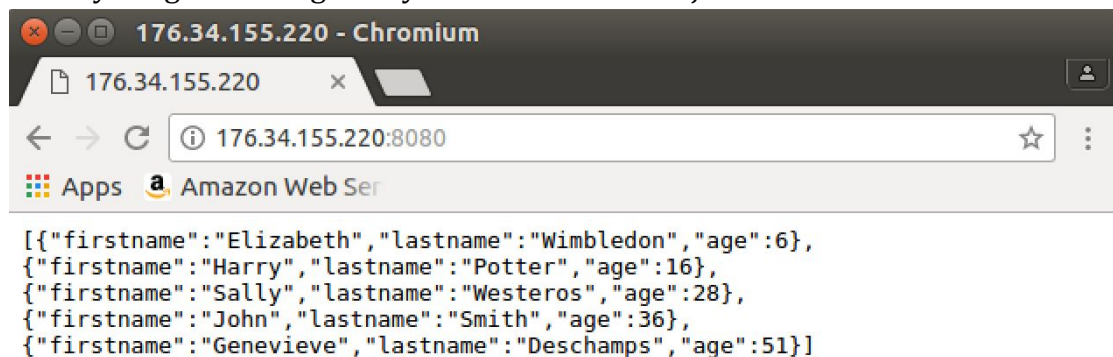 176.34.155.220 - Chromium
176.34.155.220
176.34.155.220:8080
Apps Amazon Web Ser
[{"firstname":"Elizabeth","lastname":"Wimbledon","age":6},
{"firstname":"Harry","lastname":"Potter","age":16},
{"firstname":"Sally","lastname":"Westeros","age":28},
{"firstname":"John","lastname":"Smith","age":36},
{"firstname":"Genevieve","lastname":"Deschamps","age":51}]